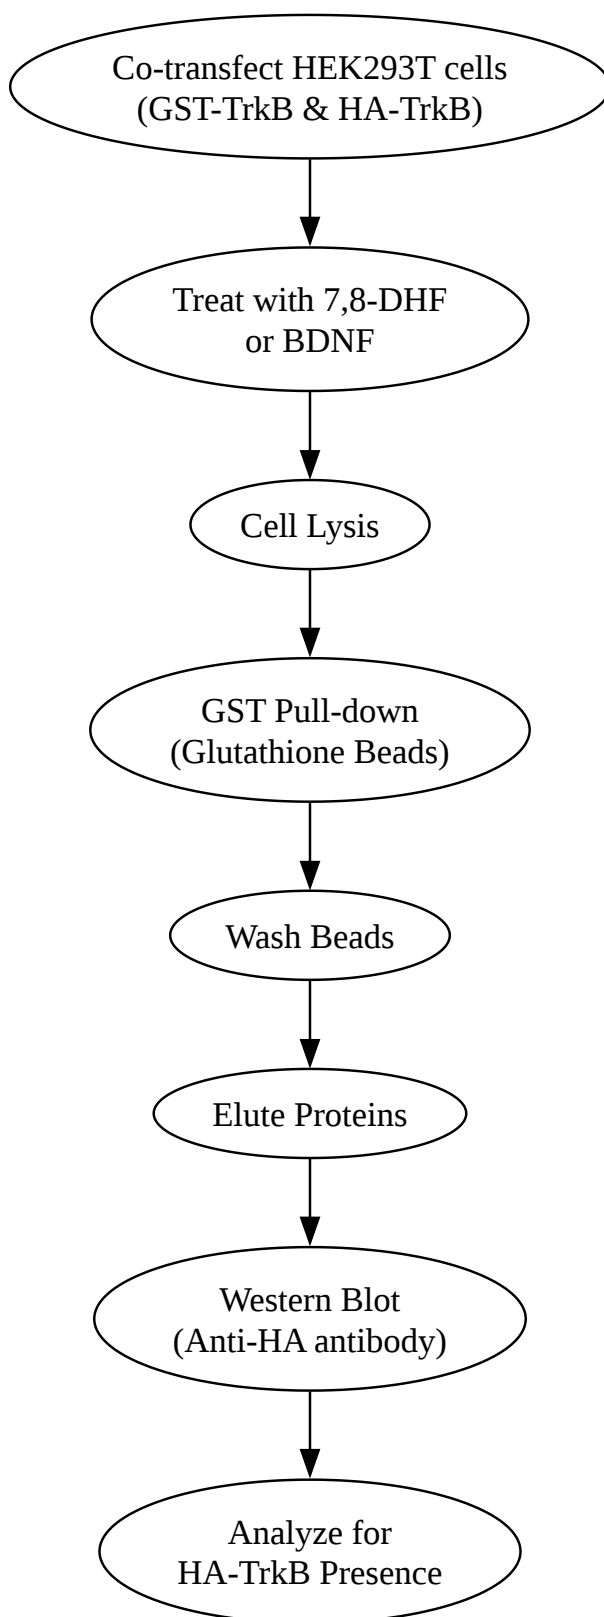 Co-transfect HEK293T cells
(GST-TrkB & HA-TrkB)
Treat with 7,8-DHF
or BDNF
Cell Lysis
GST Pull-down
(Glutathione Beads)
Wash Beads
Elute Proteins
Western Blot
(Anti-HA antibody)
Analyze for
HA-TrkB Presence